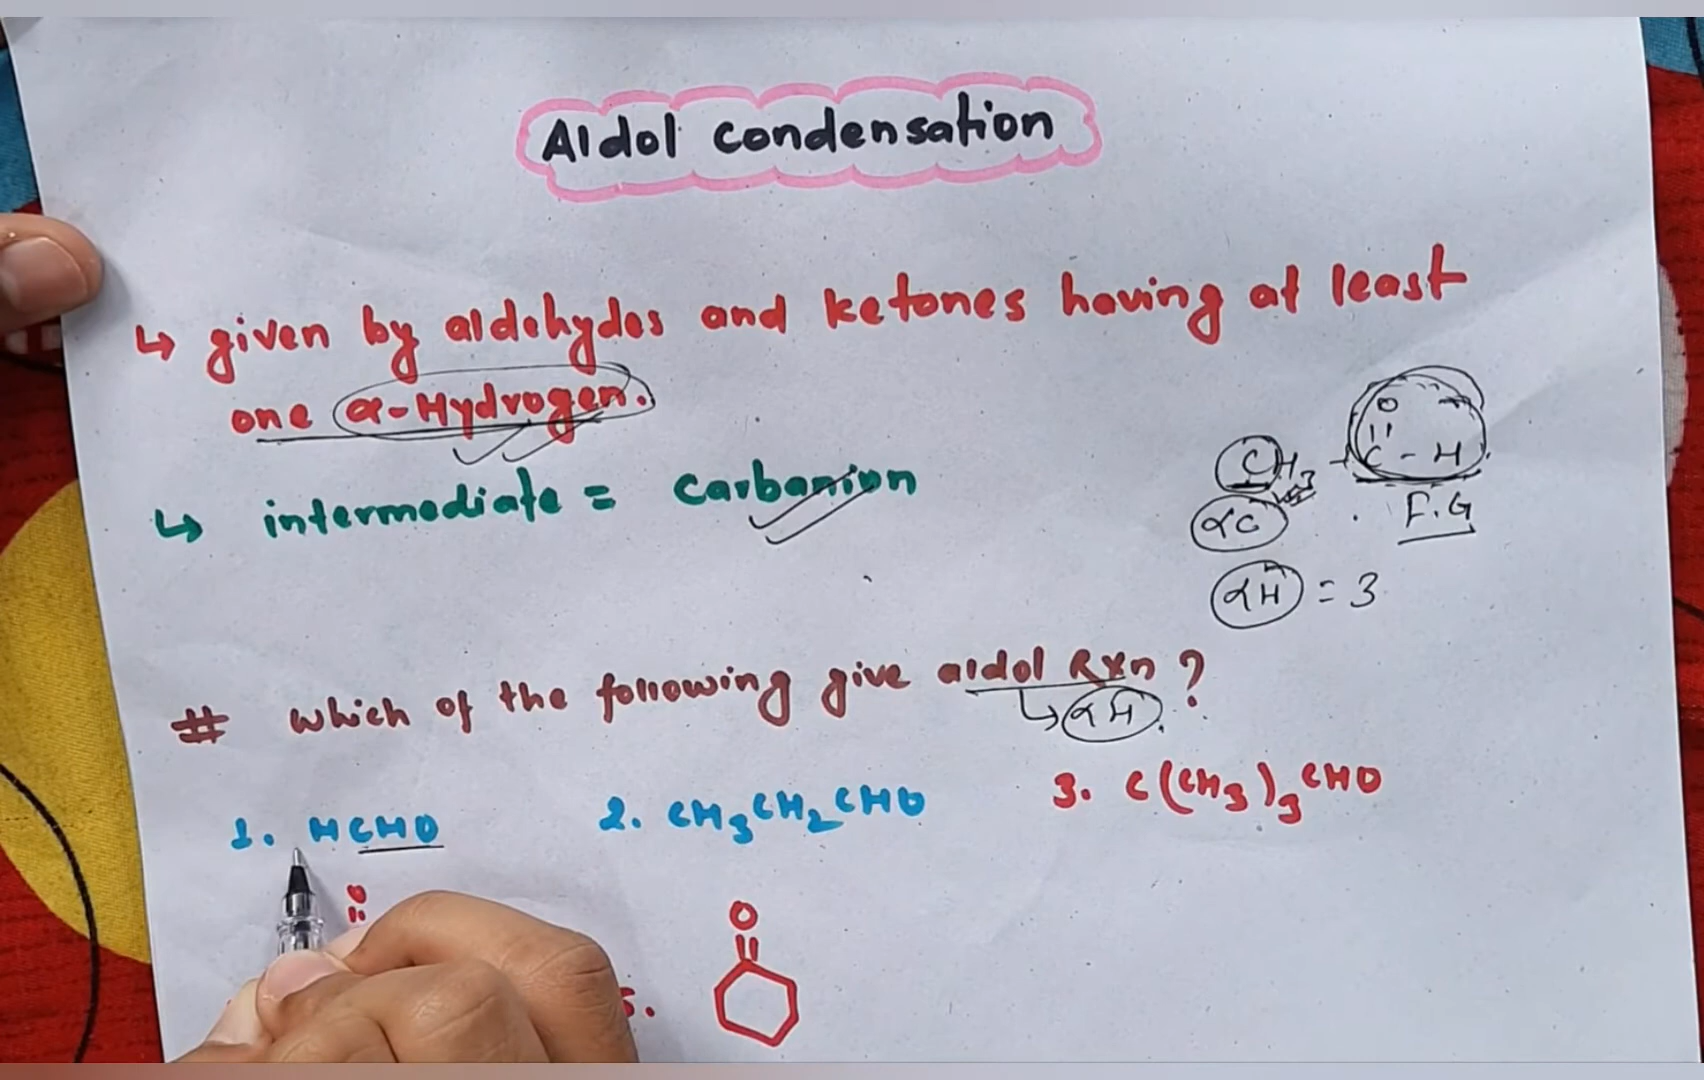 Aldol condensation
↳ given by aldehydes and ketones having at least
one α-Hydrogen.
↳ intermediate = Carbanion
O
||
CH3 - C - H
αC F.G
αH = 3
# which of the following give aldol Rxn ?
↳ αH
1. HCHO 2. CH3CH2CHO 3. C(CH3)3CHO
O
||
O
||
5.